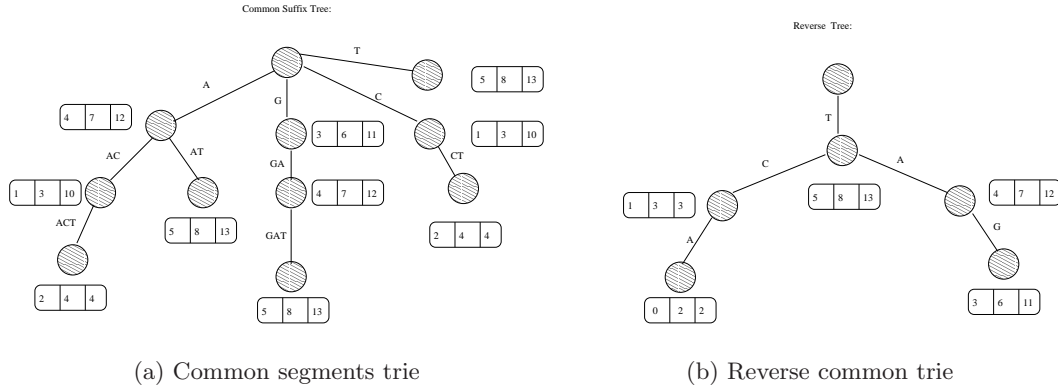 Common Suffix Tree:
T
A
G
C
4 7 12
5 8 13
3 6 11
1 3 10
AC
AT
GA
CT
1 3 10
4 7 12
5 8 13
2 4 4
ACT
GAT
2 4 4
5 8 13
(a) Common segments trie
Reverse Tree:
T
C
A
1 3 3
5 8 13
4 7 12
A
G
0 2 2
3 6 11
(b) Reverse common trie